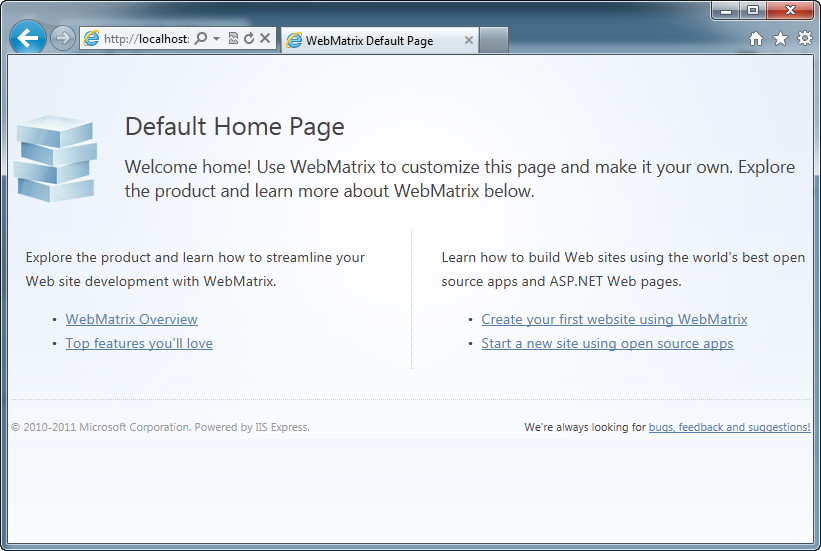 http://localhost:
WebMatrix Default Page
Default Home Page
Welcome home! Use WebMatrix to customize this page and make it your own. Explore
the product and learn more about WebMatrix below.
Explore the product and learn how to streamline your
Web site development with WebMatrix.
• WebMatrix Overview
• Top features you'll love
Learn how to build Web sites using the world's best open
source apps and ASP.NET Web pages.
• Create your first website using WebMatrix
• Start a new site using open source apps
© 2010-2011 Microsoft Corporation. Powered by IIS Express.
We're always looking for bugs, feedback and suggestions!